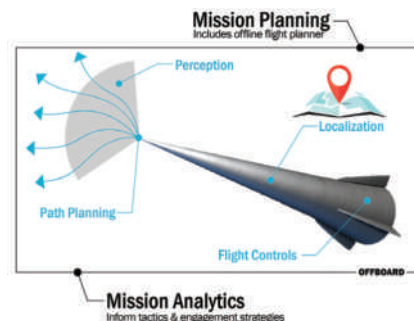 Mission Planning
Includes offline flight planner
Perception
Localization
Path Planning
Flight Controls
OFFBOARD
Mission Analytics
Inform tactics & engagement strategies